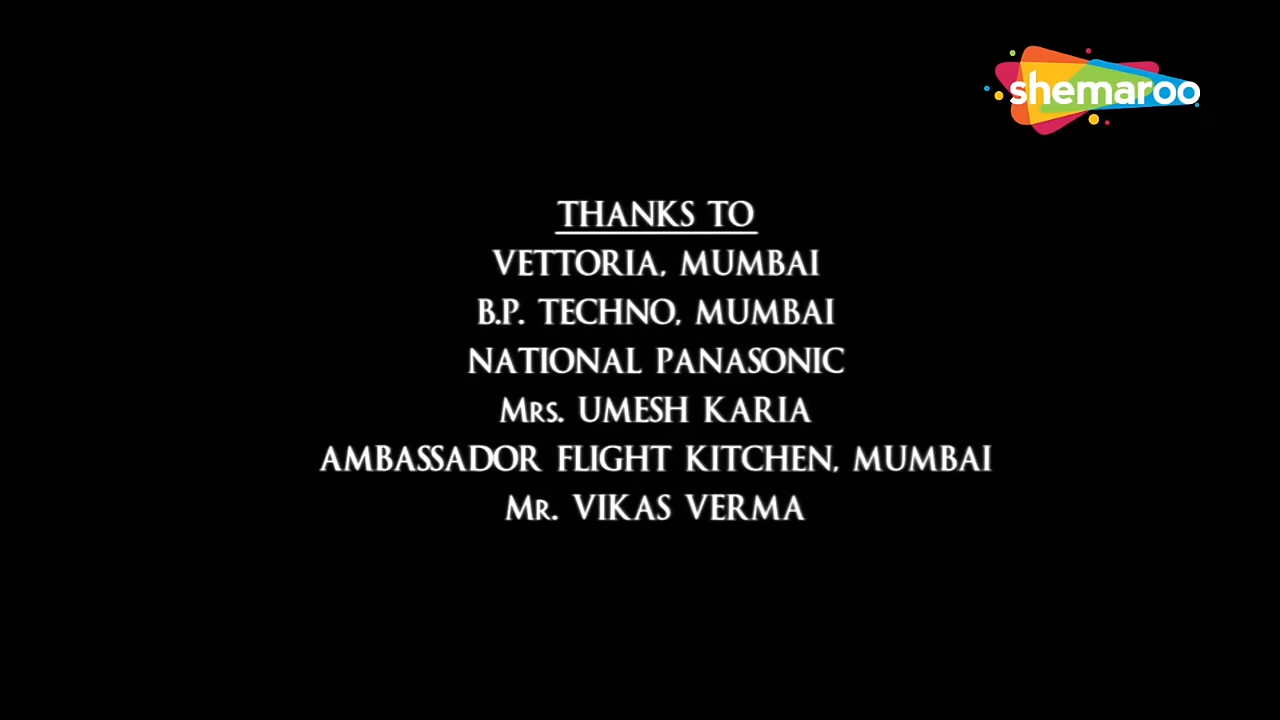 shemaroo
THANKS TO
VETTORIA, MUMBAI
B.P. TECHNO, MUMBAI
NATIONAL PANASONIC
MRS. UMESH KARIA
AMBASSADOR FLIGHT KITCHEN, MUMBAI
MR. VIKAS VERMA